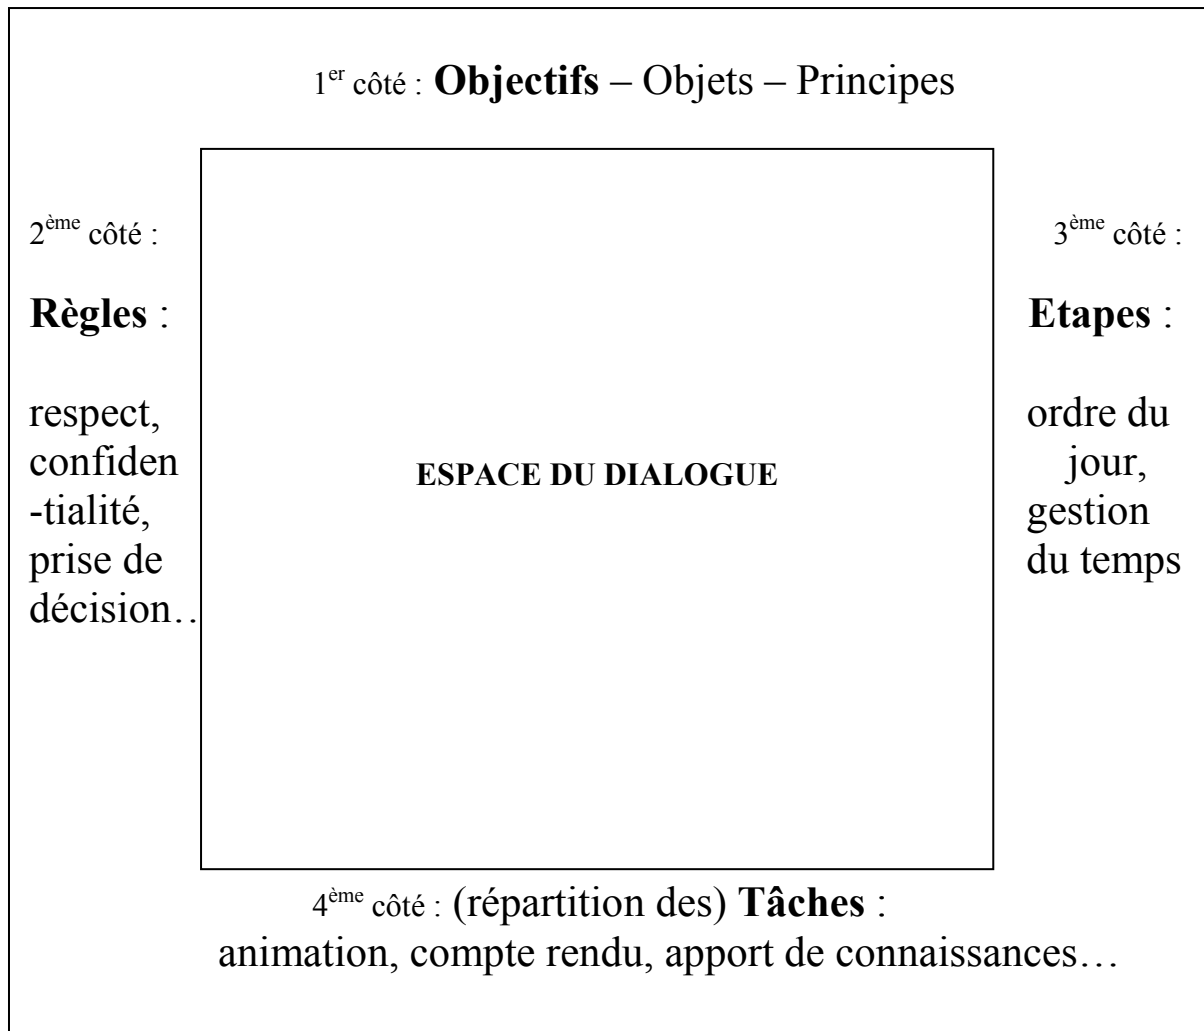 1er côté : Objectifs – Objets – Principes
2ème côté :
Règles :
respect,
confiden
-tialité,
prise de
décision…
ESPACE DU DIALOGUE
3ème côté :
Etapes :
ordre du
jour,
gestion
du temps
4ème côté : (répartition des) Tâches :
animation, compte rendu, apport de connaissances…